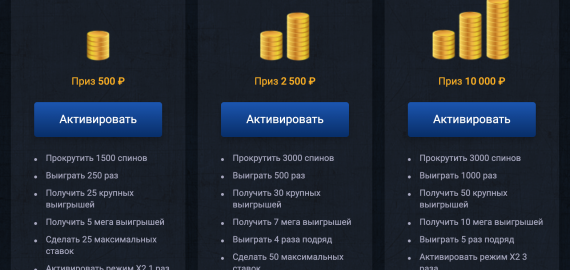 Приз 500 ₽
Активировать
Прокрутить 1500 спинов
Выиграть 250 раз
Получить 25 крупных
выигрышей
Получить 5 мега выигрышей
Сделать 25 максимальных
ставок
Активировать режим X2 1 раз
Приз 2 500 ₽
Активировать
Прокрутить 3000 спинов
Выиграть 500 раз
Получить 30 крупных
выигрышей
Получить 7 мега выигрышей
Выиграть 4 раза подряд
Сделать 50 максимальных
ставок
Приз 10 000 ₽
Активировать
Прокрутить 3000 спинов
Выиграть 1000 раз
Получить 50 крупных
выигрышей
Получить 10 мега выигрышей
Выиграть 5 раз подряд
Активировать режим X2 3
раза